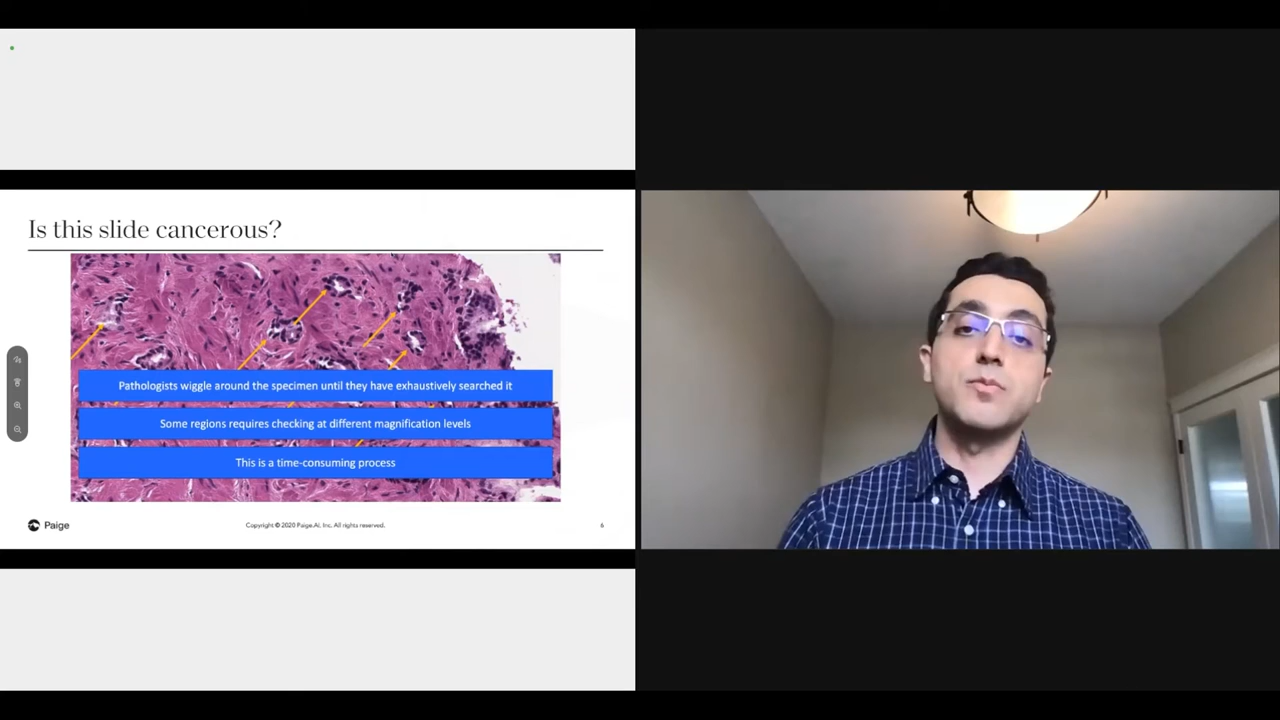 Is this slide cancerous?
Pathologists wiggle around the specimen until they have exhaustively searched it
Some regions requires checking at different magnification levels
This is a time-consuming process
Paige
Copyright © 2020 Paige.AI, Inc. All rights reserved.
6